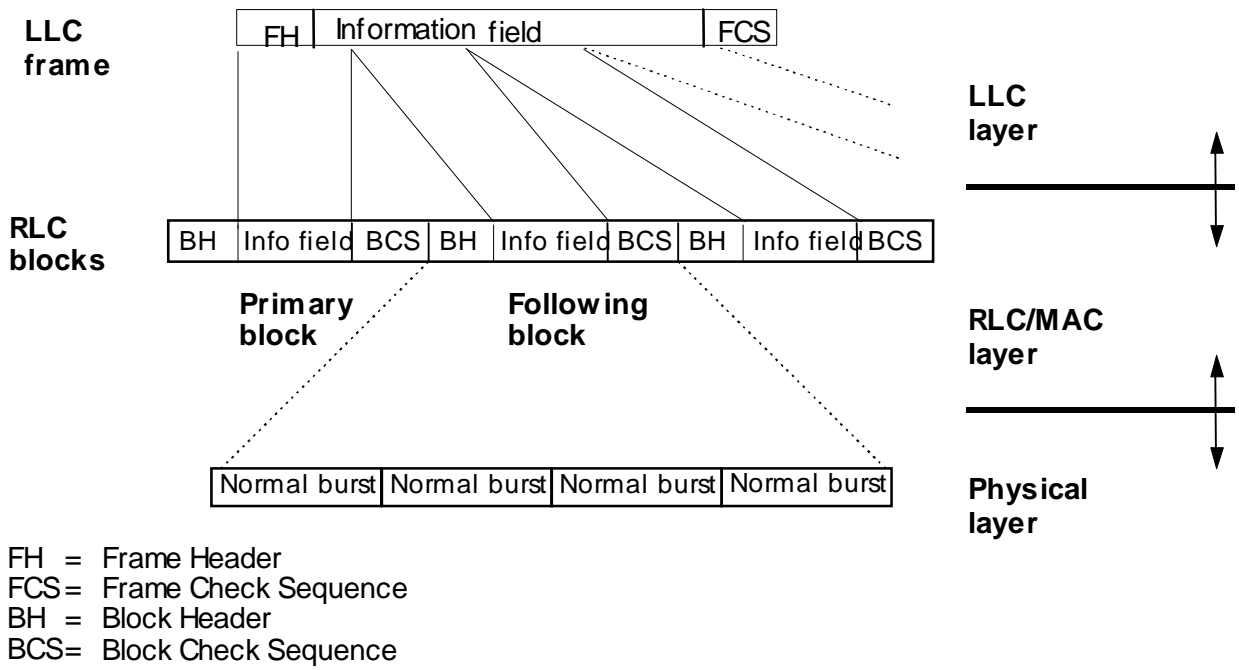 LLC
frame
FH Information field FCS
LLC
layer
RLC
blocks
BH Info field BCS BH Info field BCS BH Info field BCS
Primary
block
Following
block
RLC/MAC
layer
Normal burst Normal burst Normal burst Normal burst
Physical
layer
FH = Frame Header
FCS= Frame Check Sequence
BH = Block Header
BCS= Block Check Sequence